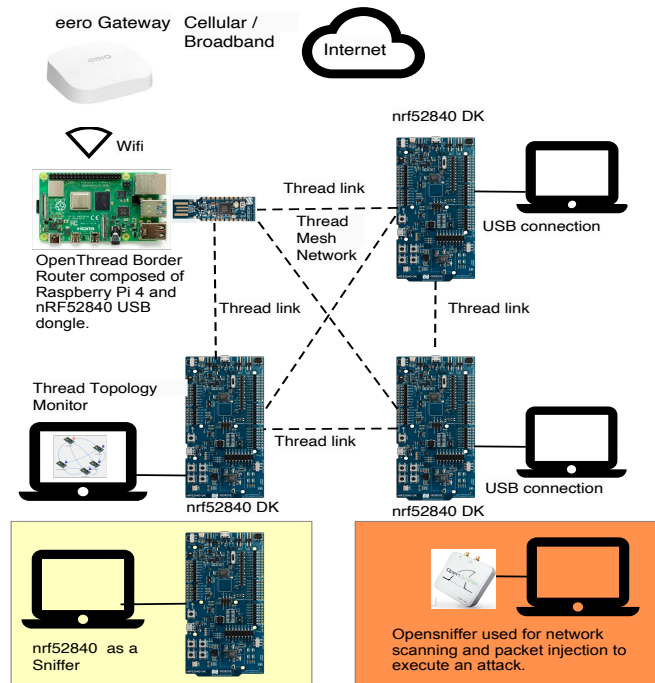 eero Gateway
Cellular /
Broadband
Internet
eero
nrf52840 DK
Wifi
Thread link
Thread
Mesh
Network
USB connection
OpenThread Border
Router composed of
Raspberry Pi 4 and
nRF52840 USB
dongle.
Thread link
Thread link
Thread Topology
Monitor
Thread link
USB connection
nrf52840 DK
nrf52840 DK
nrf52840 as a
Sniffer
Opensniffer used for network
scanning and packet injection to
execute an attack.